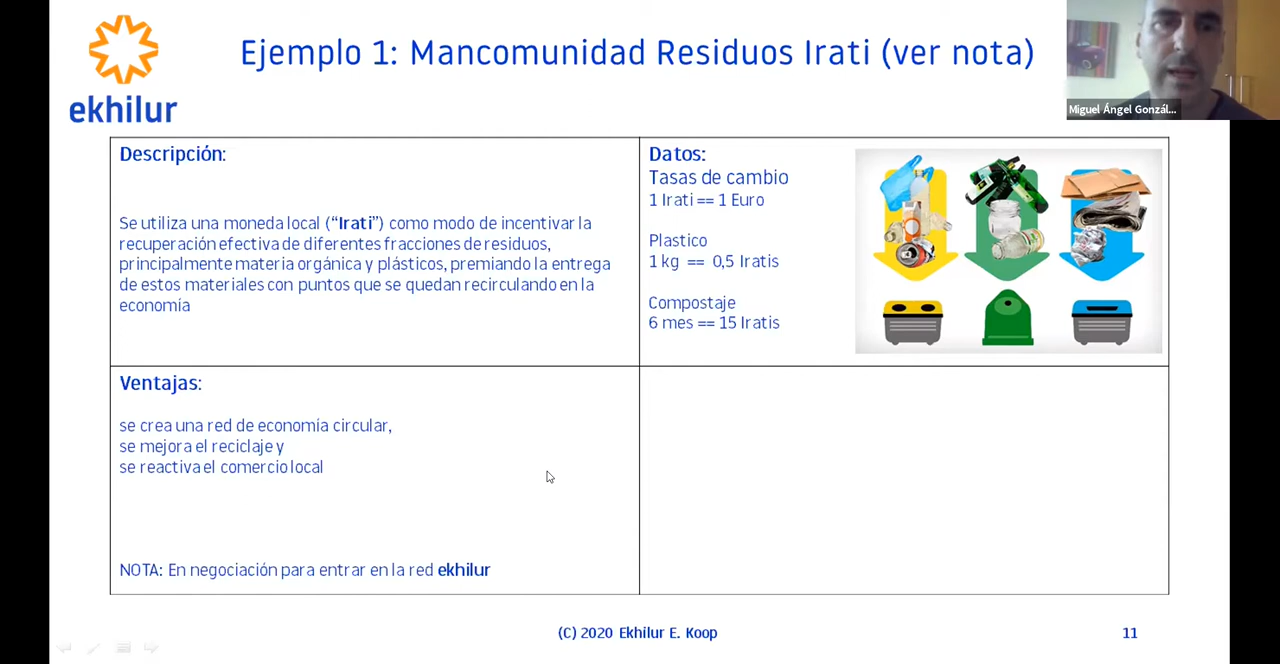 ekhilur
Ejemplo 1: Mancomunidad Residuos Irati (ver nota)
Miguel Ángel Gonzál...
Descripción:
Se utiliza una moneda local (“Irati”) como modo de incentivar la
recuperación efectiva de diferentes fracciones de residuos,
principalmente materia orgánica y plásticos, premiando la entrega
de estos materiales con puntos que se quedan recirculando en la
economía
Datos:
Tasas de cambio
1 Irati == 1 Euro
Plastico
1 kg == 0,5 Iratis
Compostaje
6 mes == 15 Iratis
Ventajas:
se crea una red de economía circular,
se mejora el reciclaje y
se reactiva el comercio local
NOTA: En negociación para entrar en la red ekhilur
(C) 2020 Ekhilur E. Koop
11